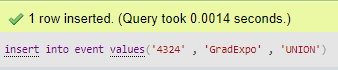 1 row inserted. (Query took 0.0014 seconds.)
insert into event values('4324' , 'GradExpo' , 'UNION')